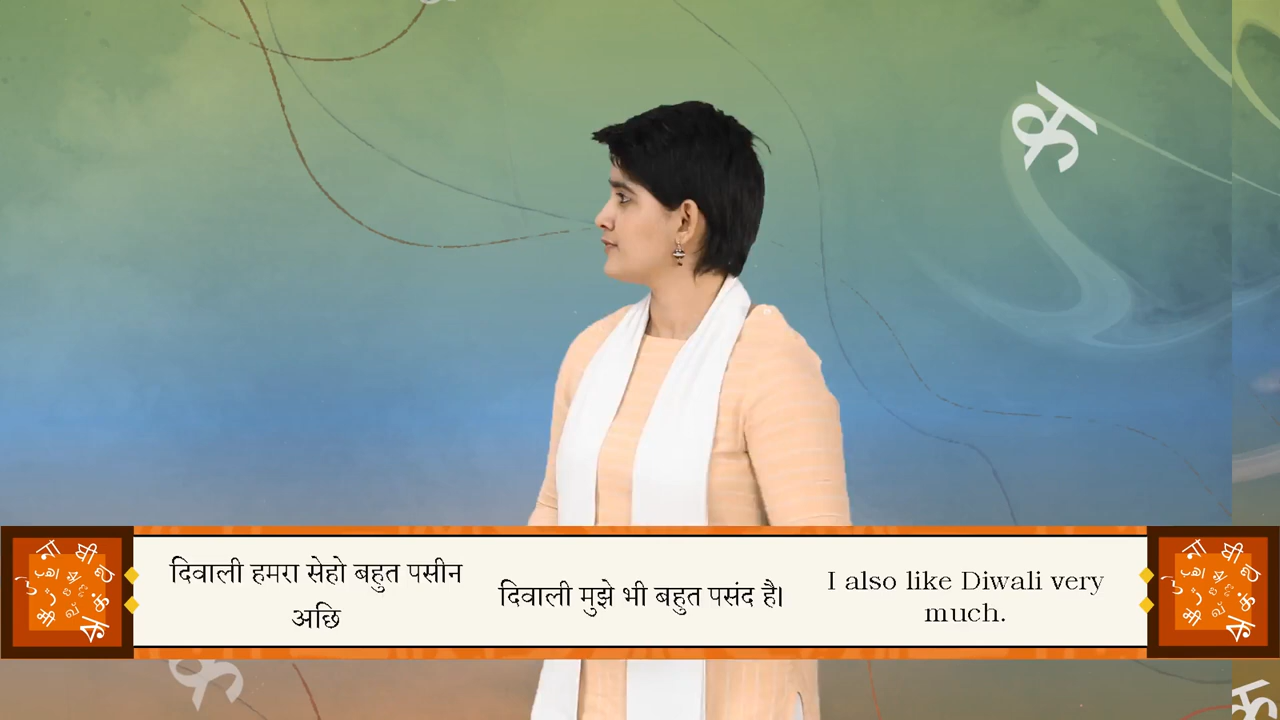 दिवाली हमरा सेहो बहुत पसीन
अछि
दिवाली मुझे भी बहुत पसंद है।
I also like Diwali very
much.